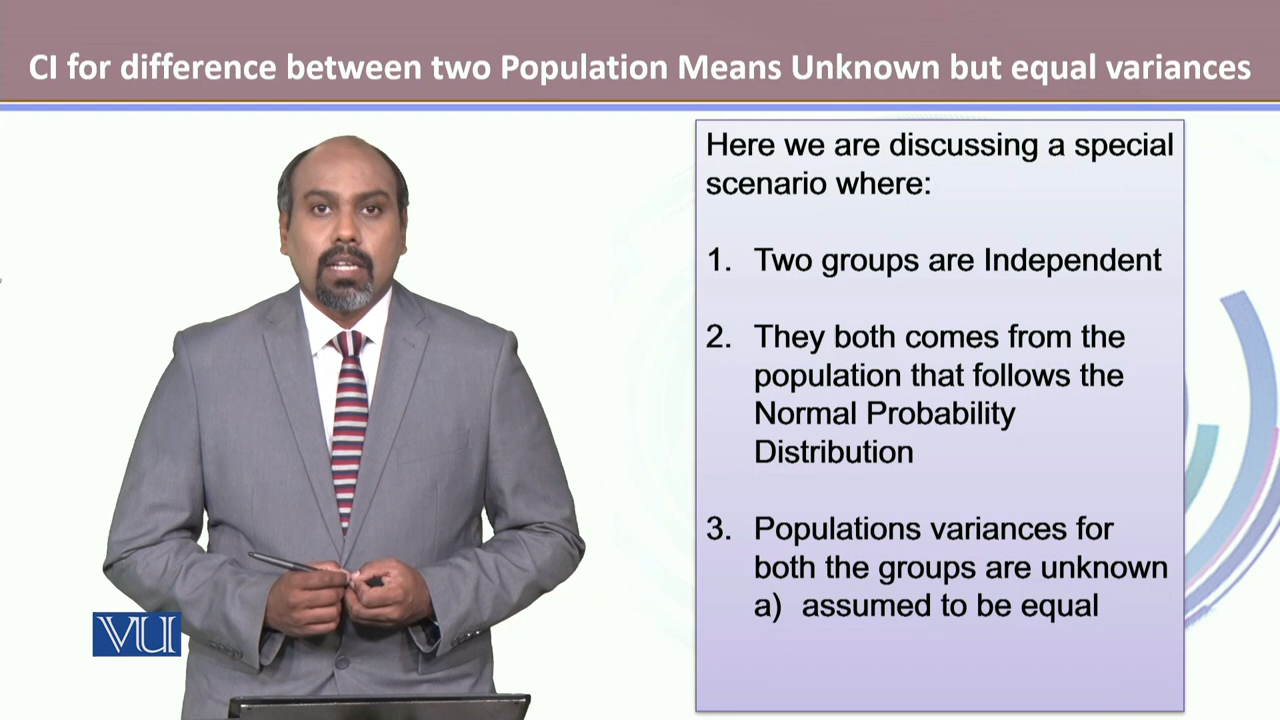 CI for difference between two Population Means Unknown but equal variances
Here we are discussing a special
scenario where:
1. Two groups are Independent
2. They both comes from the
population that follows the
Normal Probability
Distribution
3. Populations variances for
both the groups are unknown
a) assumed to be equal
VU